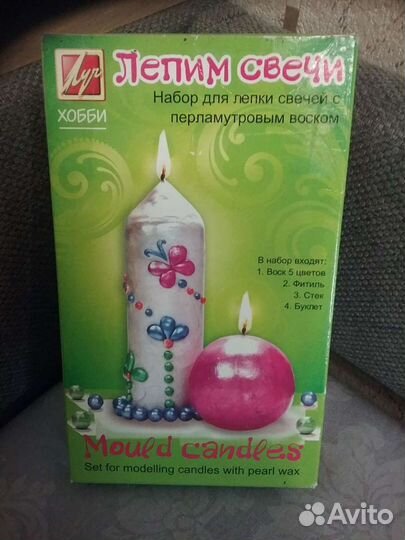 Луч
ХОББИ
Лепим свечи
Набор для лепки свечей с
перламутровым воском
В набор входят:
1. Воск 5 цветов
2. Фитиль
3. Стек
4. Буклет
Mould candles
Set for modelling candles with pearl wax
Avito